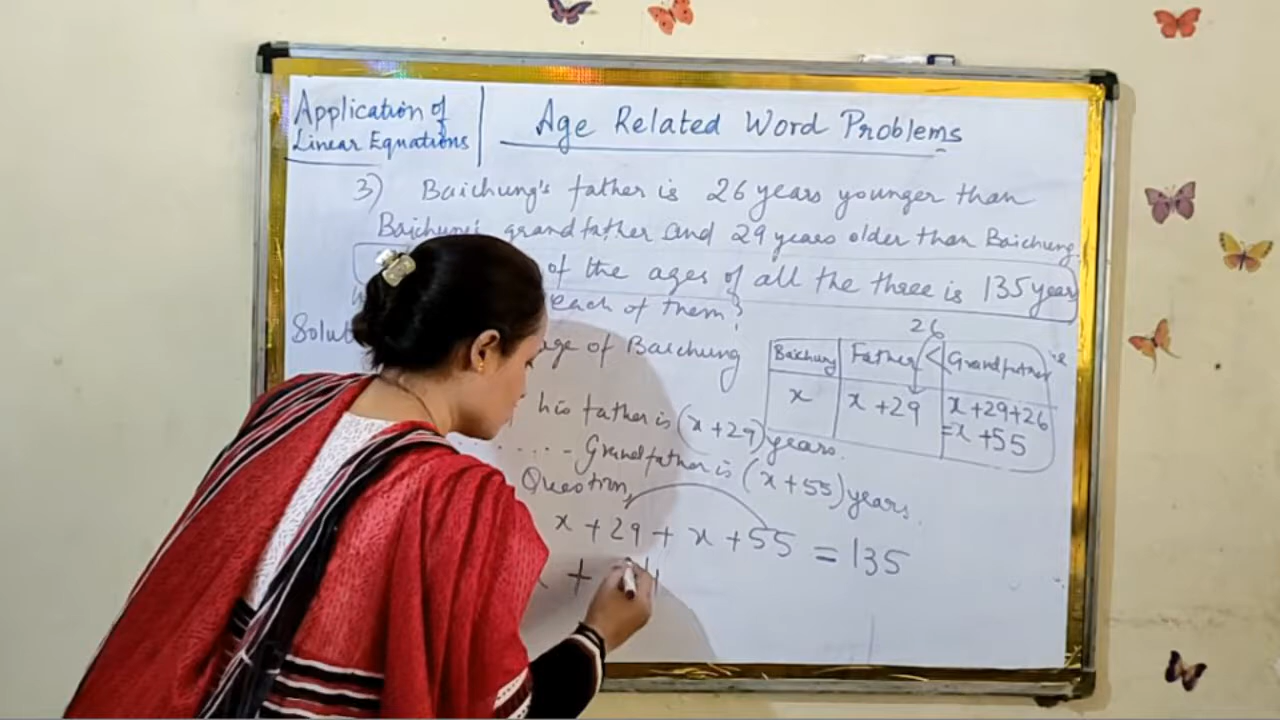 Application of
Linear Equations
Age Related Word Problems
3) Baichung's father is 26 years younger than
Baichung's grandfather and 29 years older than Baichung.
of the ages of all the three is 135 years
each of them?
26
age of Baichung
Baichung Father Grandfather
x x + 29 x + 29 + 26
= x + 55
his father is (x + 29) years.
Grandfather is (x + 55) years.
Question,
x + 29 + x + 55 = 135
+